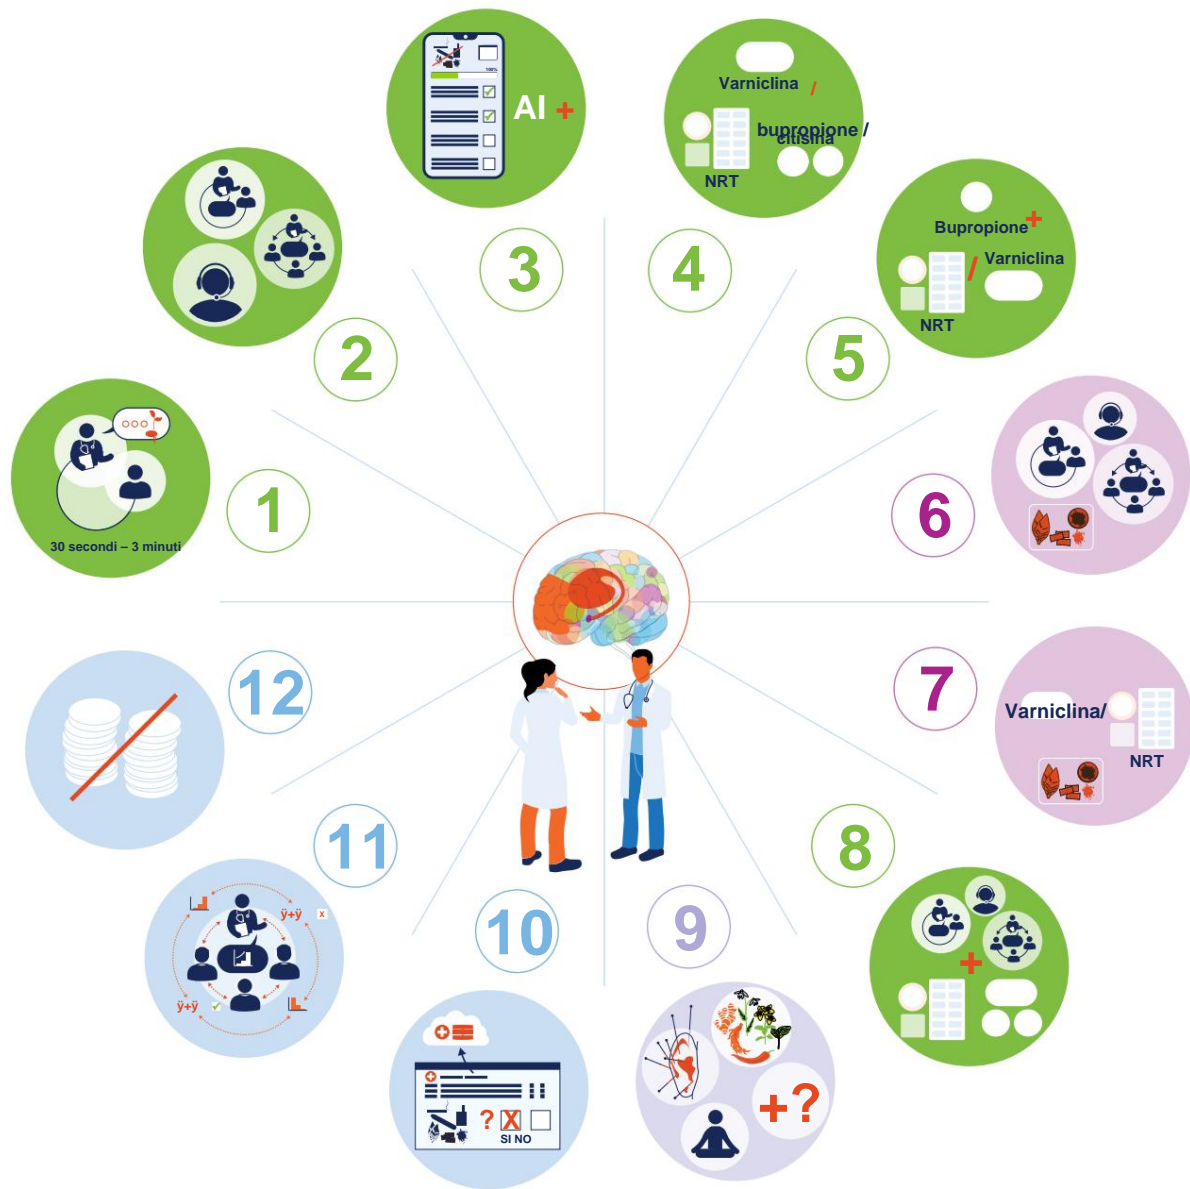 100%
AI +
3
Varniclina /
bupropione /
citisina
NRT
4
2
Bupropione+
/ Varniclina
NRT
5
1
30 secondi – 3 minuti
6
12
7
Varniclina/
NRT
11
ÿ+ÿ x
ÿ+ÿ
8
+
10
? X
SI NO
9
+?